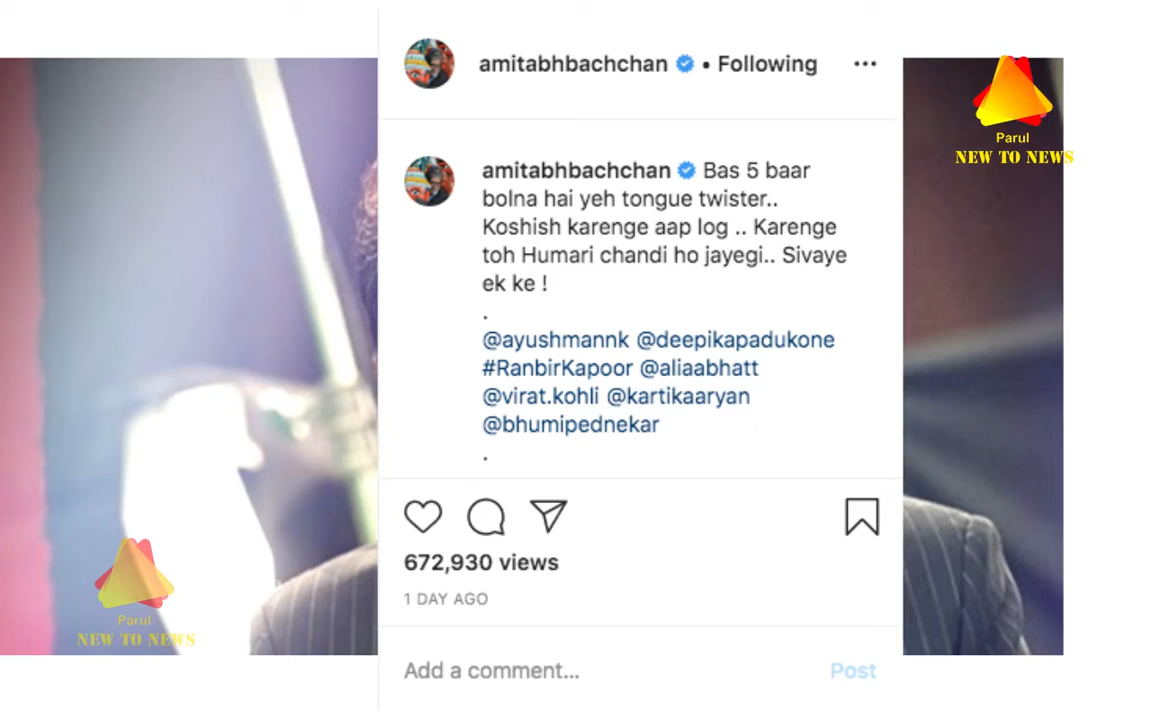 amitabhbachchan • Following
Parul
NEW TO NEWS
amitabhbachchan Bas 5 baar
bolna hai yeh tongue twister..
Koshish karenge aap log .. Karenge
toh Humari chandi ho jayegi.. Sivaye
ek ke !
.
@ayushmannk @deepikapadukone
#RanbirKapoor @aliaabhatt
@virat.kohli @kartikaaryan
@bhumipednekar
.
672,930 views
1 DAY AGO
Parul
NEW TO NEWS
Add a comment... Post